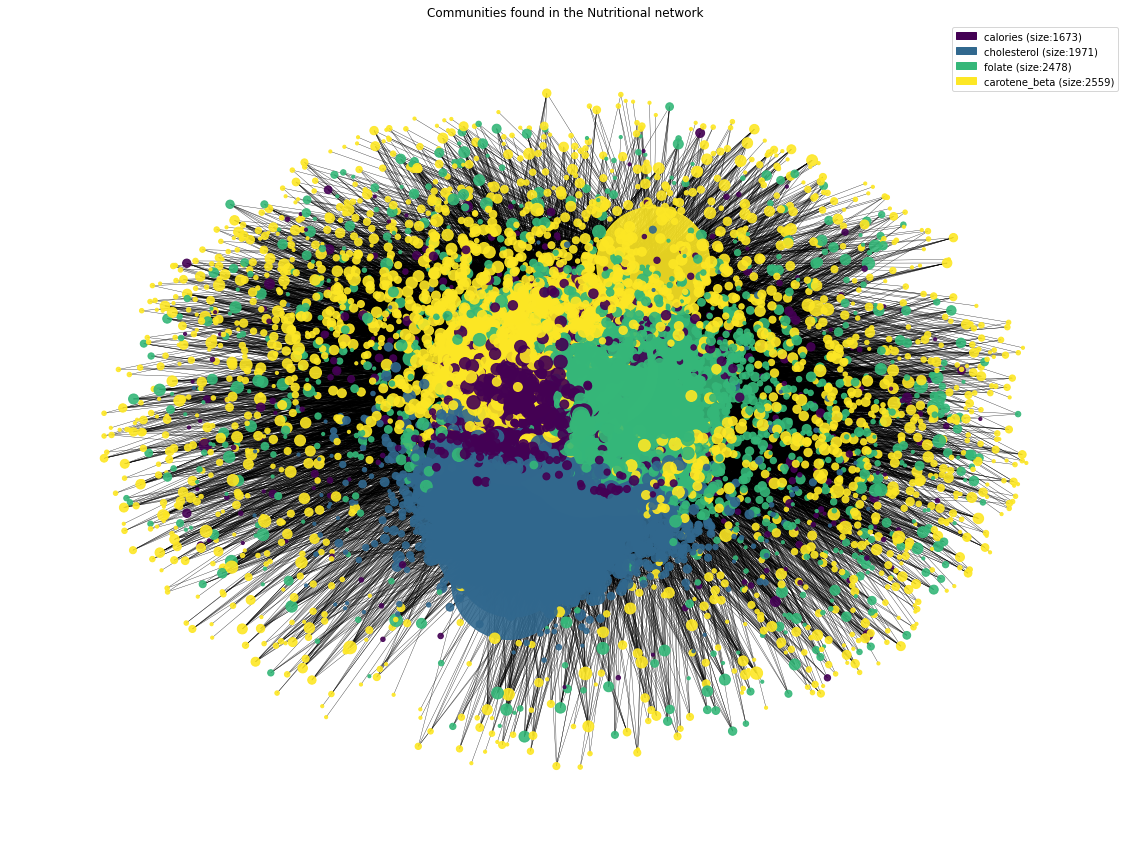 Communities found in the Nutritional network
calories (size:1673)
cholesterol (size:1971)
folate (size:2478)
carotene_beta (size:2559)